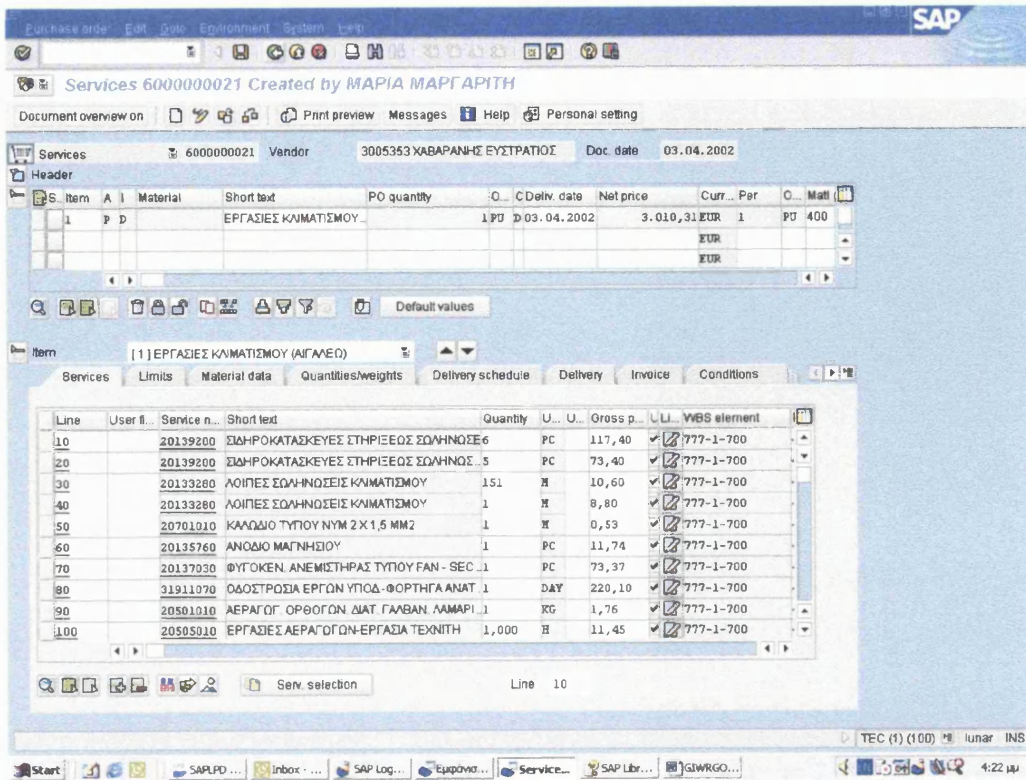 Purchase order Edit Goto Environment System Help
SAP
Services 6000000021 Created by ΜΑΡΙΑ ΜΑΡΓΑΡΙΤΗ
Document overview on Print preview Messages Help Personal setting
Services 6000000021 Vendor 3005353 ΧΑΒΑΡΑΝΗΣ ΕΥΣΤΡΑΤΙΟΣ Doc. date 03.04.2002
Header
S.. Item A I Material Short text PO quantity O... C Deliv. date Net price Curr... Per O... Matl
1 P D ΕΡΓΑΣΙΕΣ ΚΛΙΜΑΤΙΣΜΟΥ... 1 PU D 03.04.2002 3.010,31 EUR 1 PU 400
EUR
EUR
Default values
Item [ 1 ] ΕΡΓΑΣΙΕΣ ΚΛΙΜΑΤΙΣΜΟΥ (ΑΙΓΑΛΕΩ)
Services Limits Material data Quantities/weights Delivery schedule Delivery Invoice Conditions
Line User fi... Service n... Short text Quantity U... U... Gross p... U Li... WBS element
10 20139200 ΣΙΔΗΡΟΚΑΤΑΣΚΕΥΕΣ ΣΤΗΡΙΞΕΩΣ ΣΩΛΗΝΩΣΕ 6 PC 117,40 777-1-700
20 20139200 ΣΙΔΗΡΟΚΑΤΑΣΚΕΥΕΣ ΣΤΗΡΙΞΕΩΣ ΣΩΛΗΝΩΣ... 5 PC 73,40 777-1-700
30 20133280 ΛΟΙΠΕΣ ΣΩΛΗΝΩΣΕΙΣ ΚΛΙΜΑΤΙΣΜΟΥ 151 M 10,60 777-1-700
40 20133280 ΛΟΙΠΕΣ ΣΩΛΗΝΩΣΕΙΣ ΚΛΙΜΑΤΙΣΜΟΥ 1 M 8,80 777-1-700
50 20701010 ΚΑΛΩΔΙΟ ΤΥΠΟΥ NYM 2 X 1,5 MM2 1 M 0,53 777-1-700
60 20135760 ΑΝΟΔΙΟ ΜΑΓΝΗΣΙΟΥ 1 PC 11,74 777-1-700
70 20137030 ΦΥΓΟΚΕΝ. ΑΝΕΜΙΣΤΗΡΑΣ ΤΥΠΟΥ FAN - SEC ... 1 PC 73,37 777-1-700
80 31911070 ΟΔΟΣΤΡΩΣΙΑ ΕΡΓΩΝ ΥΠΟΔ.-ΦΟΡΤΗΓΑ ΑΝΑΤ. 1 DAY 220,10 777-1-700
90 20501010 ΑΕΡΑΓΩΓ. ΟΡΘΟΓΩΝ. ΔΙΑΤ. ΓΑΛΒΑΝ. ΛΑΜΑΡΙ... 1 KG 1,76 777-1-700
100 20505010 ΕΡΓΑΣΙΕΣ ΑΕΡΑΓΩΓΩΝ-ΕΡΓΑΣΙΑ ΤΕΧΝΙΤΗ 1,000 H 11,45 777-1-700
Serv. selection Line 10
TEC (1) (100) lunar INS
Start SAPLPD ... Inbox - ... SAP Log... Εμφάνισ... Service... SAP Libr... GIWRGO... 4:22 μμ